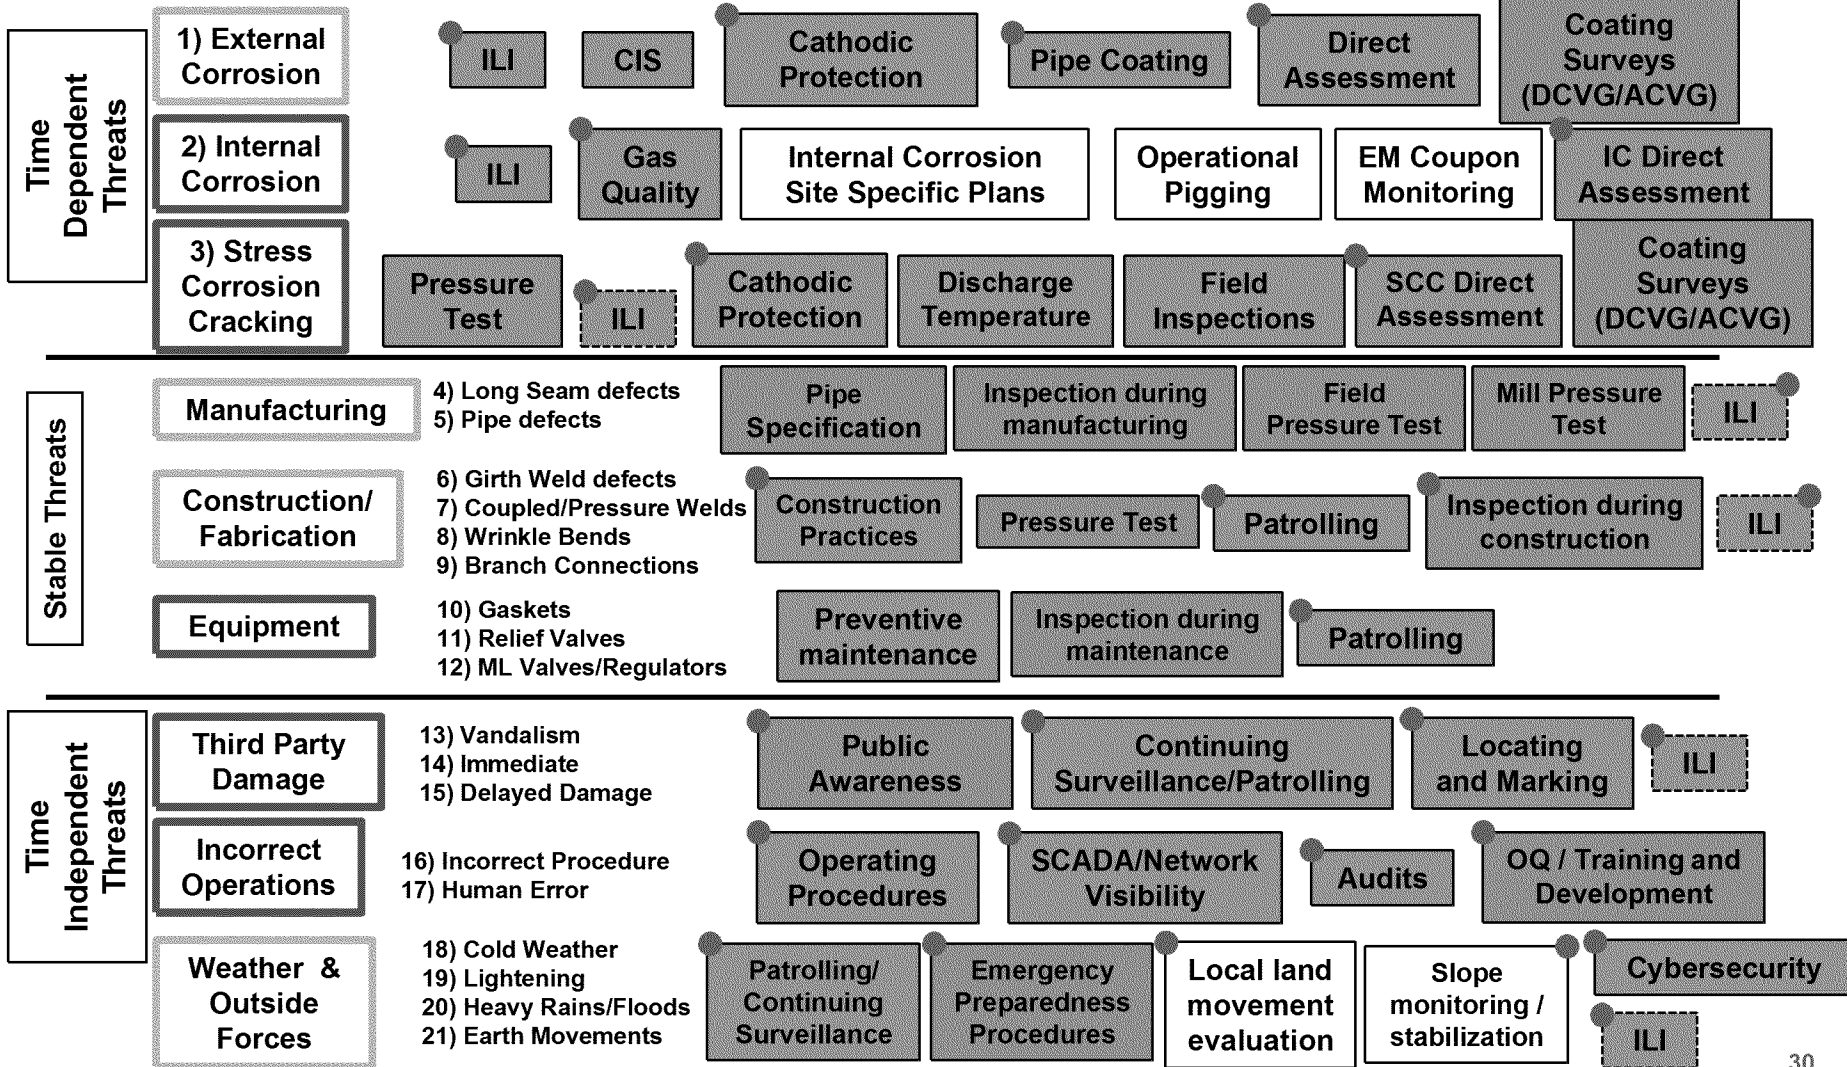 Time
Dependent
Threats
1) External
Corrosion
ILI
CIS
Cathodic
Protection
Pipe Coating
Direct
Assessment
Coating
Surveys
(DCVG/ACVG)
2) Internal
Corrosion
ILI
Gas
Quality
Internal Corrosion
Site Specific Plans
Operational
Pigging
EM Coupon
Monitoring
IC Direct
Assessment
3) Stress
Corrosion
Cracking
Pressure
Test
ILI
Cathodic
Protection
Discharge
Temperature
Field
Inspections
SCC Direct
Assessment
Coating
Surveys
(DCVG/ACVG)
Stable Threats
Manufacturing
4) Long Seam defects
5) Pipe defects
Pipe
Specification
Inspection during
manufacturing
Field
Pressure Test
Mill Pressure
Test
ILI
Construction/
Fabrication
6) Girth Weld defects
7) Coupled/Pressure Welds
8) Wrinkle Bends
9) Branch Connections
Construction
Practices
Pressure Test
Patrolling
Inspection during
construction
ILI
Equipment
10) Gaskets
11) Relief Valves
12) ML Valves/Regulators
Preventive
maintenance
Inspection during
maintenance
Patrolling
Time
Independent
Threats
Third Party
Damage
13) Vandalism
14) Immediate
15) Delayed Damage
Public
Awareness
Continuing
Surveillance/Patrolling
Locating
and Marking
ILI
Incorrect
Operations
16) Incorrect Procedure
17) Human Error
Operating
Procedures
SCADA/Network
Visibility
Audits
OQ / Training and
Development
Weather &
Outside
Forces
18) Cold Weather
19) Lightening
20) Heavy Rains/Floods
21) Earth Movements
Patrolling/
Continuing
Surveillance
Emergency
Preparedness
Procedures
Local land
movement
evaluation
Slope
monitoring /
stabilization
Cybersecurity
ILI
30